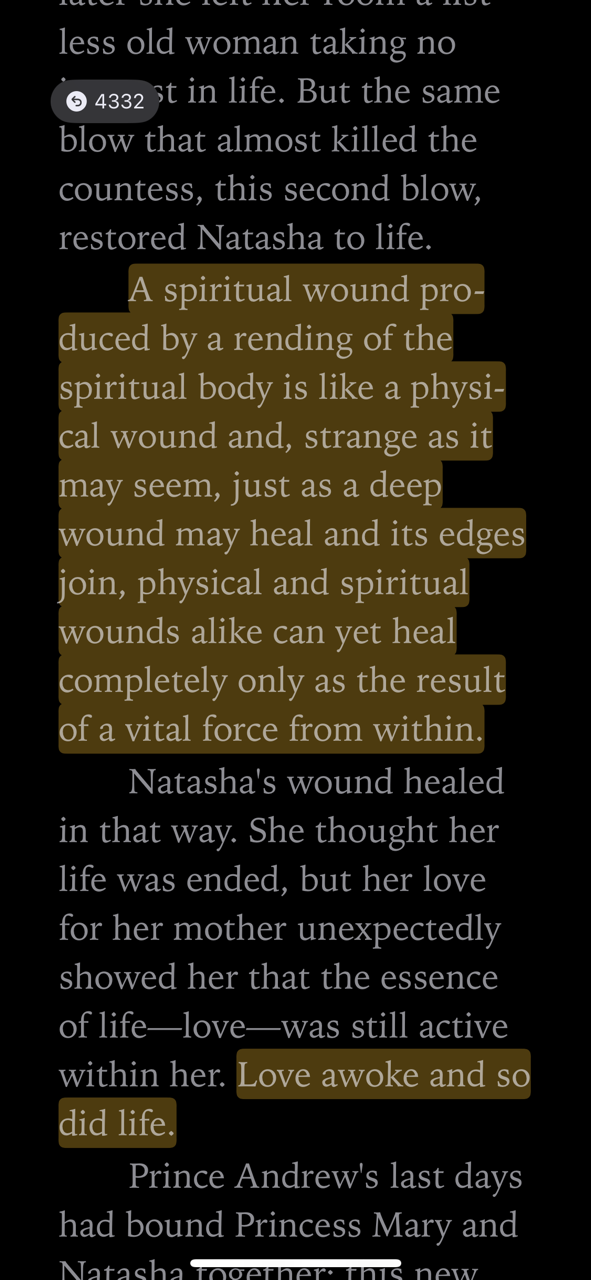 less old woman taking no
4332
st in life. But the same
blow that almost killed the
countess, this second blow,
restored Natasha to life.
A spiritual wound pro-
duced by a rending of the
spiritual body is like a physi-
cal wound and, strange as it
may seem, just as a deep
wound may heal and its edges
join, physical and spiritual
wounds alike can yet heal
completely only as the result
of a vital force from within.
Natasha's wound healed
in that way. She thought her
life was ended, but her love
for her mother unexpectedly
showed her that the essence
of life—love—was still active
within her. Love awoke and so
did life.
Prince Andrew's last days
had bound Princess Mary and
Natasha together; this new